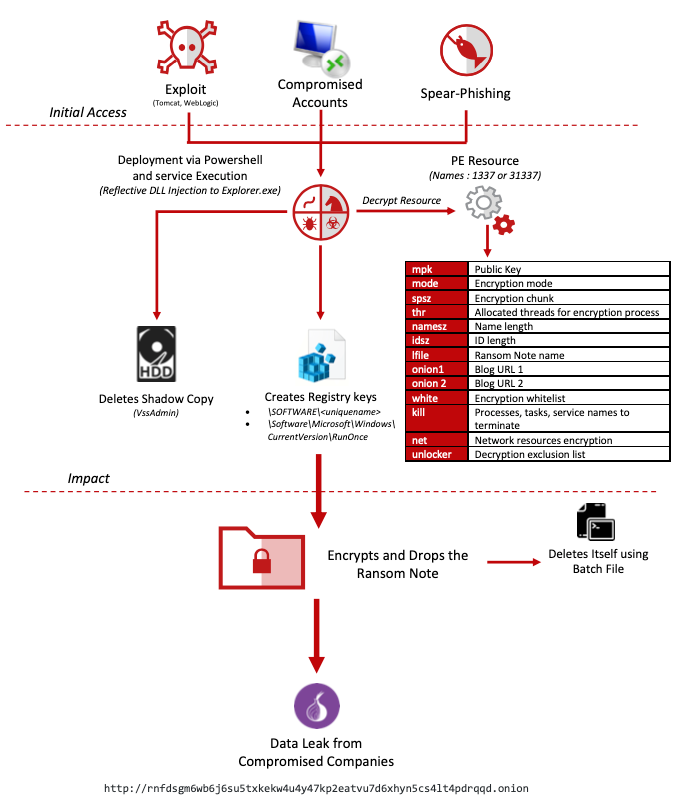 Exploit
(Tomcat, WebLogic)
Compromised
Accounts
Spear-Phishing
Initial Access
Deployment via Powershell
and service Execution
(Reflective DLL Injection to Explorer.exe)
PE Resource
(Names : 1337 or 31337)
Decrypt Resource
mpk Public Key
mode Encryption mode
spsz Encryption chunk
thr Allocated threads for encryption process
namesz Name length
idsz ID length
lfile Ransom Note name
onion1 Blog URL 1
onion 2 Blog URL 2
white Encryption whitelist
kill Processes, tasks, service names to
terminate
net Network resources encryption
unlocker Decryption exclusion list
HDD
Deletes Shadow Copy
(VssAdmin)
Creates Registry keys
• \SOFTWARE\<uniquename>
• \Software\Microsoft\Windows\
CurrentVersion\RunOnce
Impact
Encrypts and Drops the
Ransom Note
Deletes Itself using
Batch File
Data Leak from
Compromised Companies
http://rnfdsgm6wb6j6su5txkekw4u4y47kp2eatvu7d6xhyn5cs4lt4pdrqqd.onion